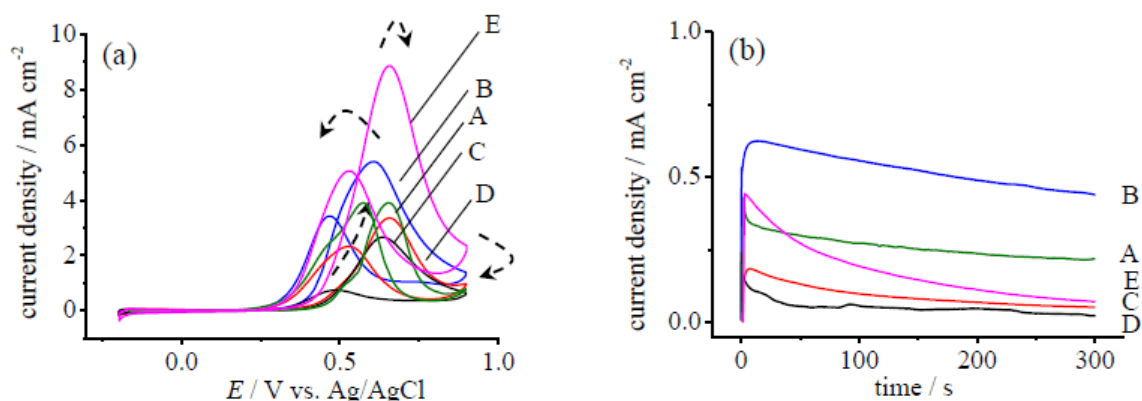 (a)
current density / mA cm⁻²
10
8
6
4
2
0
0.0
0.5
1.0
E / V vs. Ag/AgCl
E
B
A
C
D
(b)
current density / mA cm⁻²
1.0
0.5
0.0
0
100
200
300
time / s
B
A
E
C
D